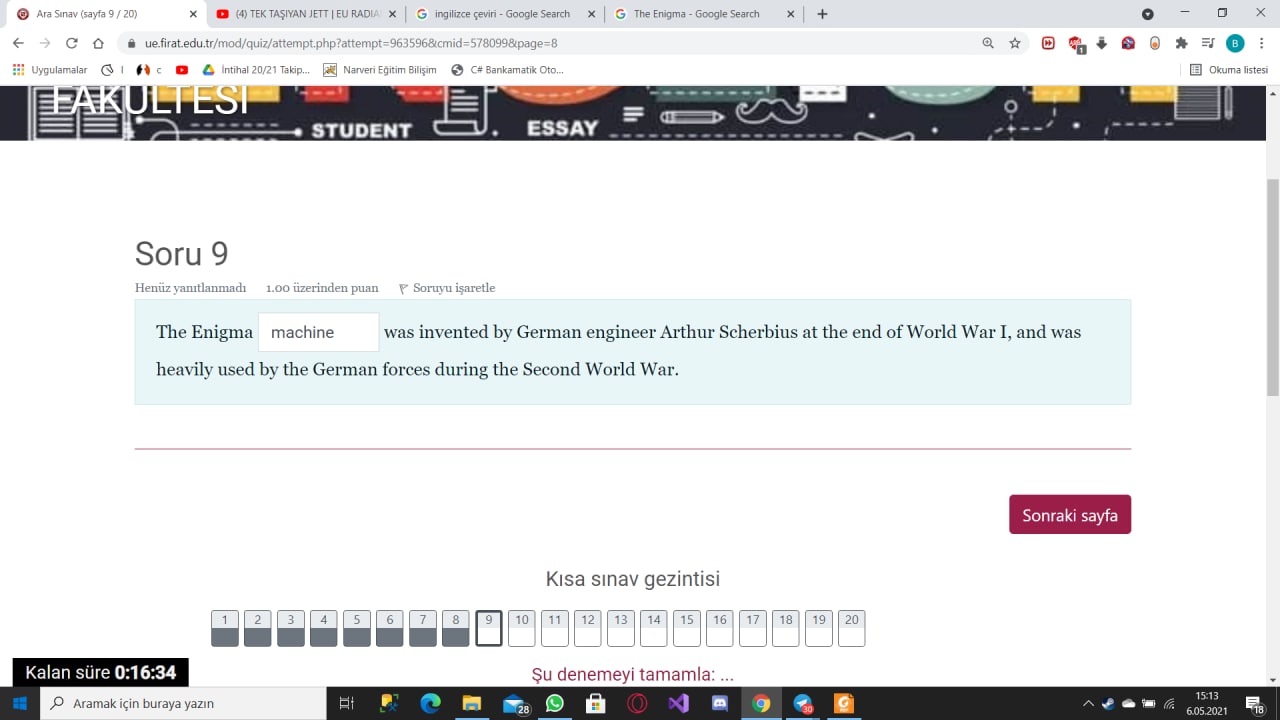 Ara Sınav (sayfa 9 / 20)
(4) TEK TAŞIYAN JETT | EU RADIA
ingilizce çeviri - Google Search
The Enigma - Google Search
ue.firat.edu.tr/mod/quiz/attempt.php?attempt=963596&cmid=578099&page=8
1
B
Uygulamalar
I
c
İntihal 20/21 Takip...
Narveri Eğitim Bilişim
C# Bankamatik Oto...
Okuma listesi
FAKÜLTESİ
STUDENT
ESSAY
Soru 9
Henüz yanıtlanmadı 1.00 üzerinden puan Soruyu işaretle
The Enigma machine was invented by German engineer Arthur Scherbius at the end of World War I, and was
heavily used by the German forces during the Second World War.
Sonraki sayfa
Kısa sınav gezintisi
1 2 3 4 5 6 7 8 9 10 11 12 13 14 15 16 17 18 19 20
Kalan süre 0:16:34
Şu denemeyi tamamla: ...
Aramak için buraya yazın
28
30
15:13
6.05.2021
18